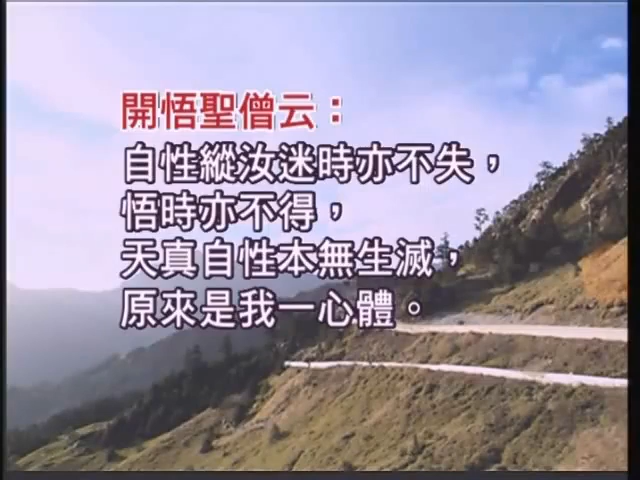 開悟聖僧云：
自性縱汝迷時亦不失，
悟時亦不得，
天真自性本無生滅，
原來是我一心體。